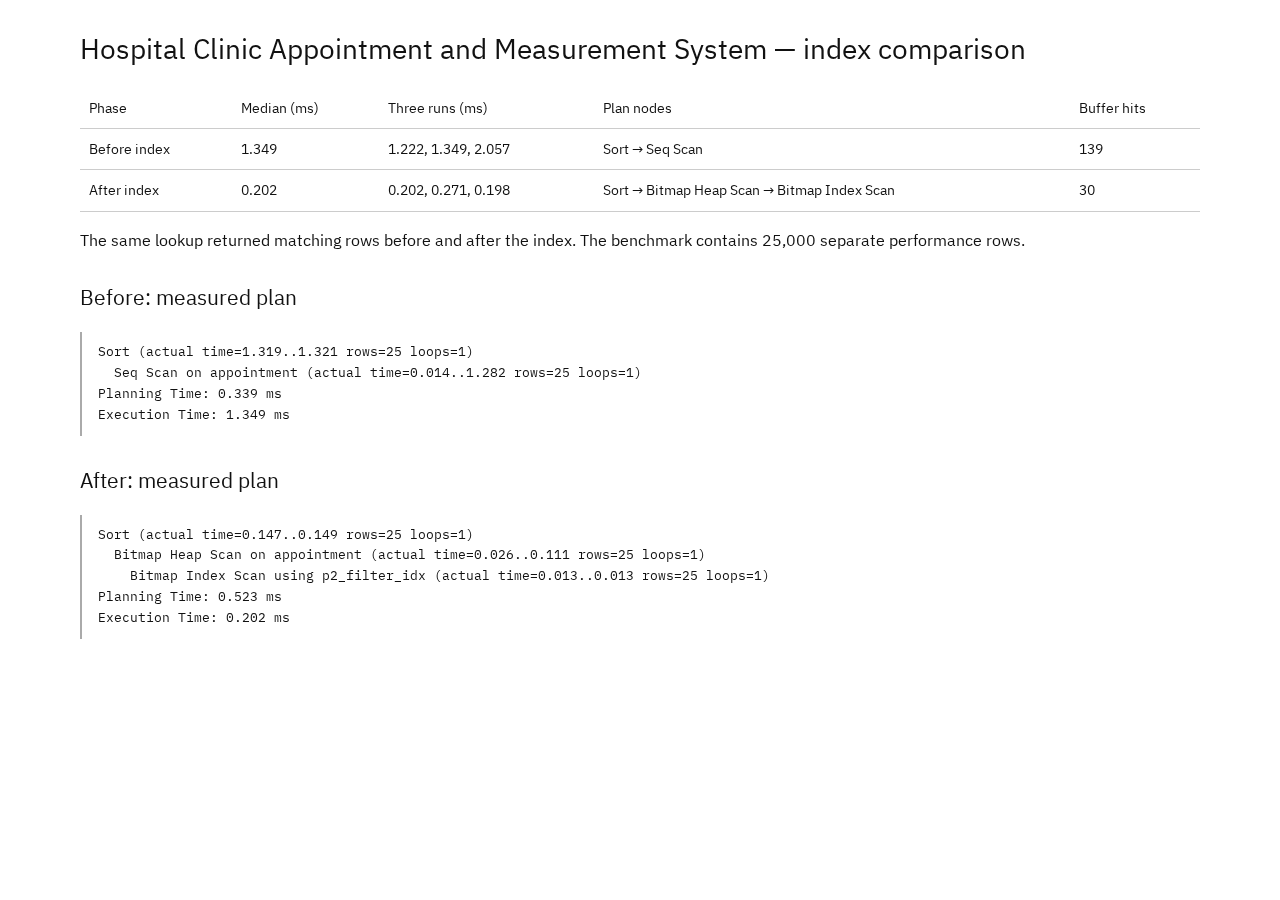 Hospital Clinic Appointment and Measurement System — index comparison
Phase Median (ms) Three runs (ms) Plan nodes Buffer hits
Before index 1.349 1.222, 1.349, 2.057 Sort → Seq Scan 139
After index 0.202 0.202, 0.271, 0.198 Sort → Bitmap Heap Scan → Bitmap Index Scan 30
The same lookup returned matching rows before and after the index. The benchmark contains 25,000 separate performance rows.
Before: measured plan
Sort (actual time=1.319..1.321 rows=25 loops=1)
  Seq Scan on appointment (actual time=0.014..1.282 rows=25 loops=1)
Planning Time: 0.339 ms
Execution Time: 1.349 ms
After: measured plan
Sort (actual time=0.147..0.149 rows=25 loops=1)
  Bitmap Heap Scan on appointment (actual time=0.026..0.111 rows=25 loops=1)
    Bitmap Index Scan using p2_filter_idx (actual time=0.013..0.013 rows=25 loops=1)
Planning Time: 0.523 ms
Execution Time: 0.202 ms